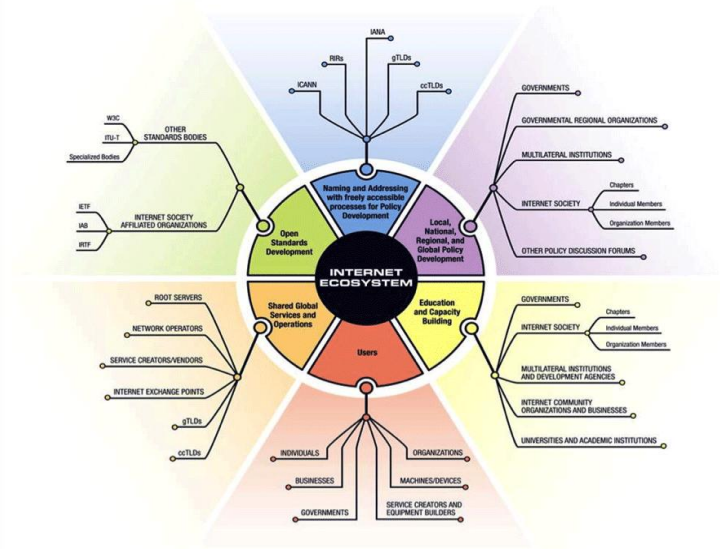 IANA
RIRs
gTLDs
ICANN
ccTLDs
Naming and Addressing
with freely accessible
processes for Policy
Development
GOVERNMENTS
GOVERNMENTAL REGIONAL ORGANIZATIONS
MULTILATERAL INSTITUTIONS
INTERNET SOCIETY
Chapters
Individual Members
Organization Members
OTHER POLICY DISCUSSION FORUMS
Local,
National,
Regional, and
Global Policy
Development
W3C
ITU-T
Specialized Bodies
OTHER
STANDARDS BODIES
IETF
IAB
IRTF
INTERNET SOCIETY
AFFILIATED ORGANIZATIONS
Open
Standards
Development
INTERNET
ECOSYSTEM
ROOT SERVERS
NETWORK OPERATORS
SERVICE CREATORS/VENDORS
INTERNET EXCHANGE POINTS
gTLDs
ccTLDs
Shared Global
Services and
Operations
Education
and Capacity
Building
GOVERNMENTS
INTERNET SOCIETY
Chapters
Individual Members
Organization Members
MULTILATERAL INSTITUTIONS
AND DEVELOPMENT AGENCIES
INTERNET COMMUNITY
ORGANIZATIONS AND BUSINESSES
UNIVERSITIES AND ACADEMIC INSTITUTIONS
Users
INDIVIDUALS
BUSINESSES
GOVERNMENTS
ORGANIZATIONS
MACHINES/DEVICES
SERVICE CREATORS AND
EQUIPMENT BUILDERS